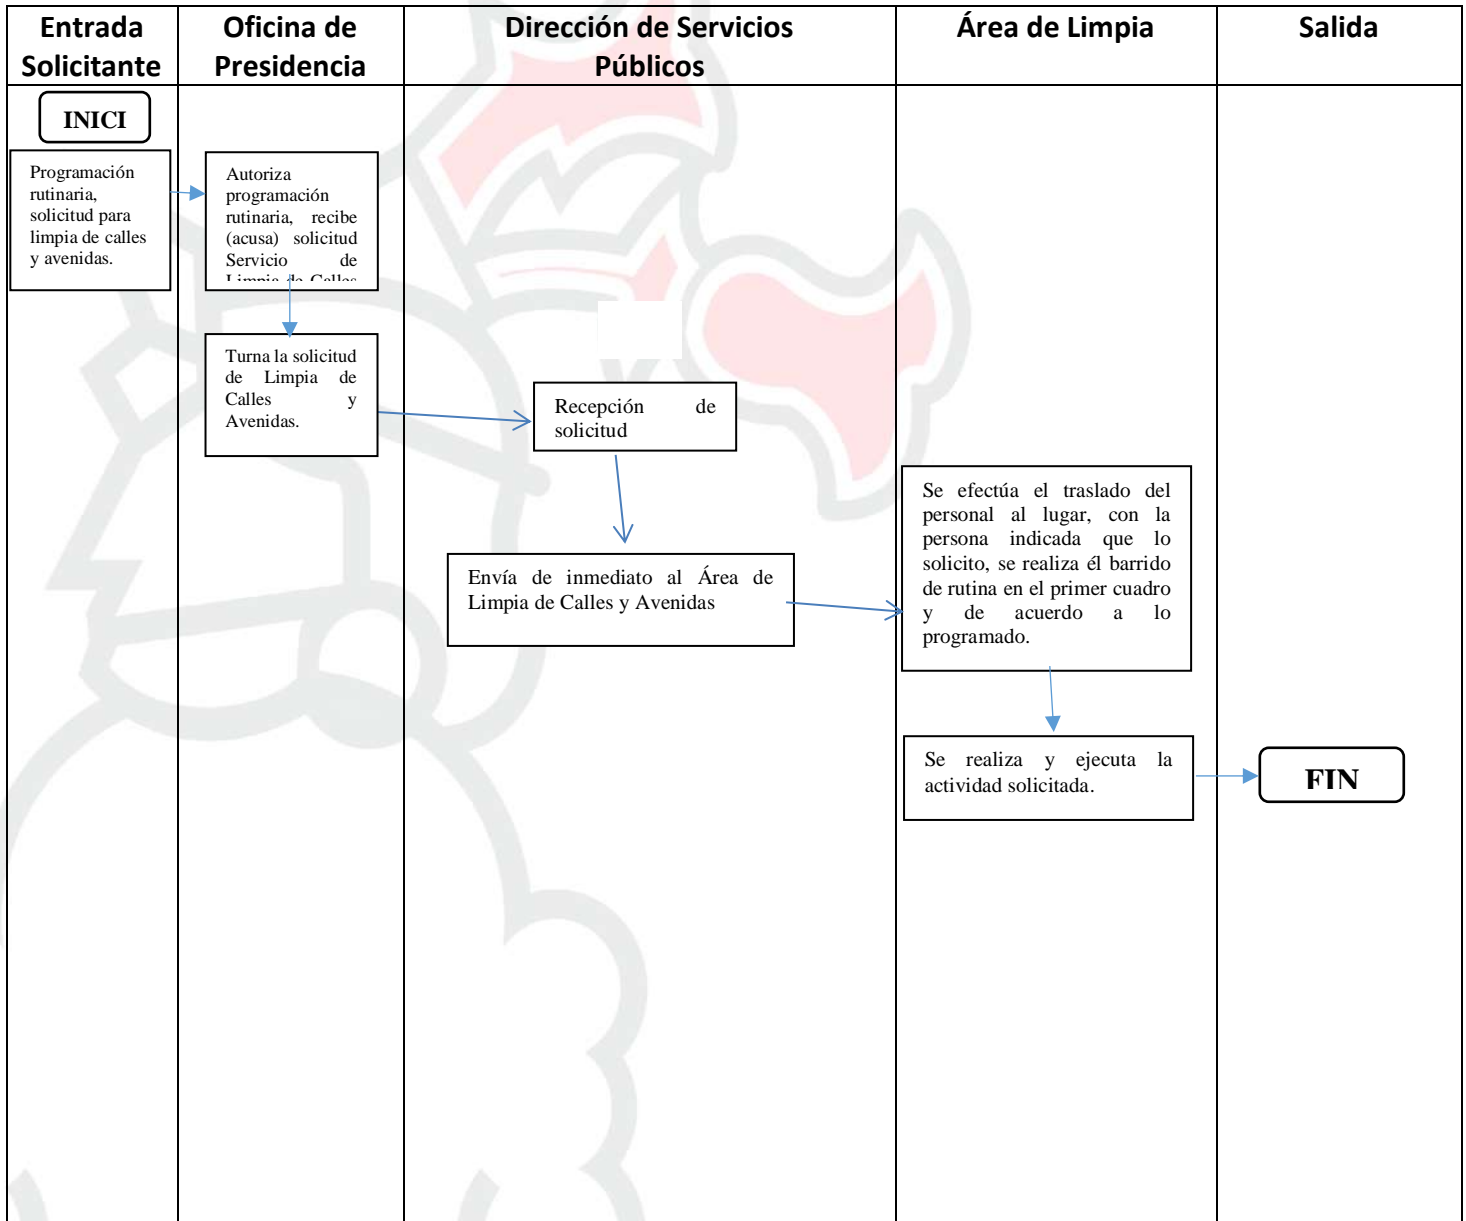 Entrada
Solicitante
Oficina de
Presidencia
Dirección de Servicios
Públicos
Área de Limpia
Salida
INICI
Programación
rutinaria,
solicitud para
limpia de calles
y avenidas.
Autoriza
programación
rutinaria, recibe
(acusa) solicitud
Servicio de
Limpia de Calles
Turna la solicitud
de Limpia de
Calles y
Avenidas.
Recepción de
solicitud
Envía de inmediato al Área de
Limpia de Calles y Avenidas
Se efectúa el traslado del
personal al lugar, con la
persona indicada que lo
solicito, se realiza él barrido
de rutina en el primer cuadro
y de acuerdo a lo
programado.
Se realiza y ejecuta la
actividad solicitada.
FIN